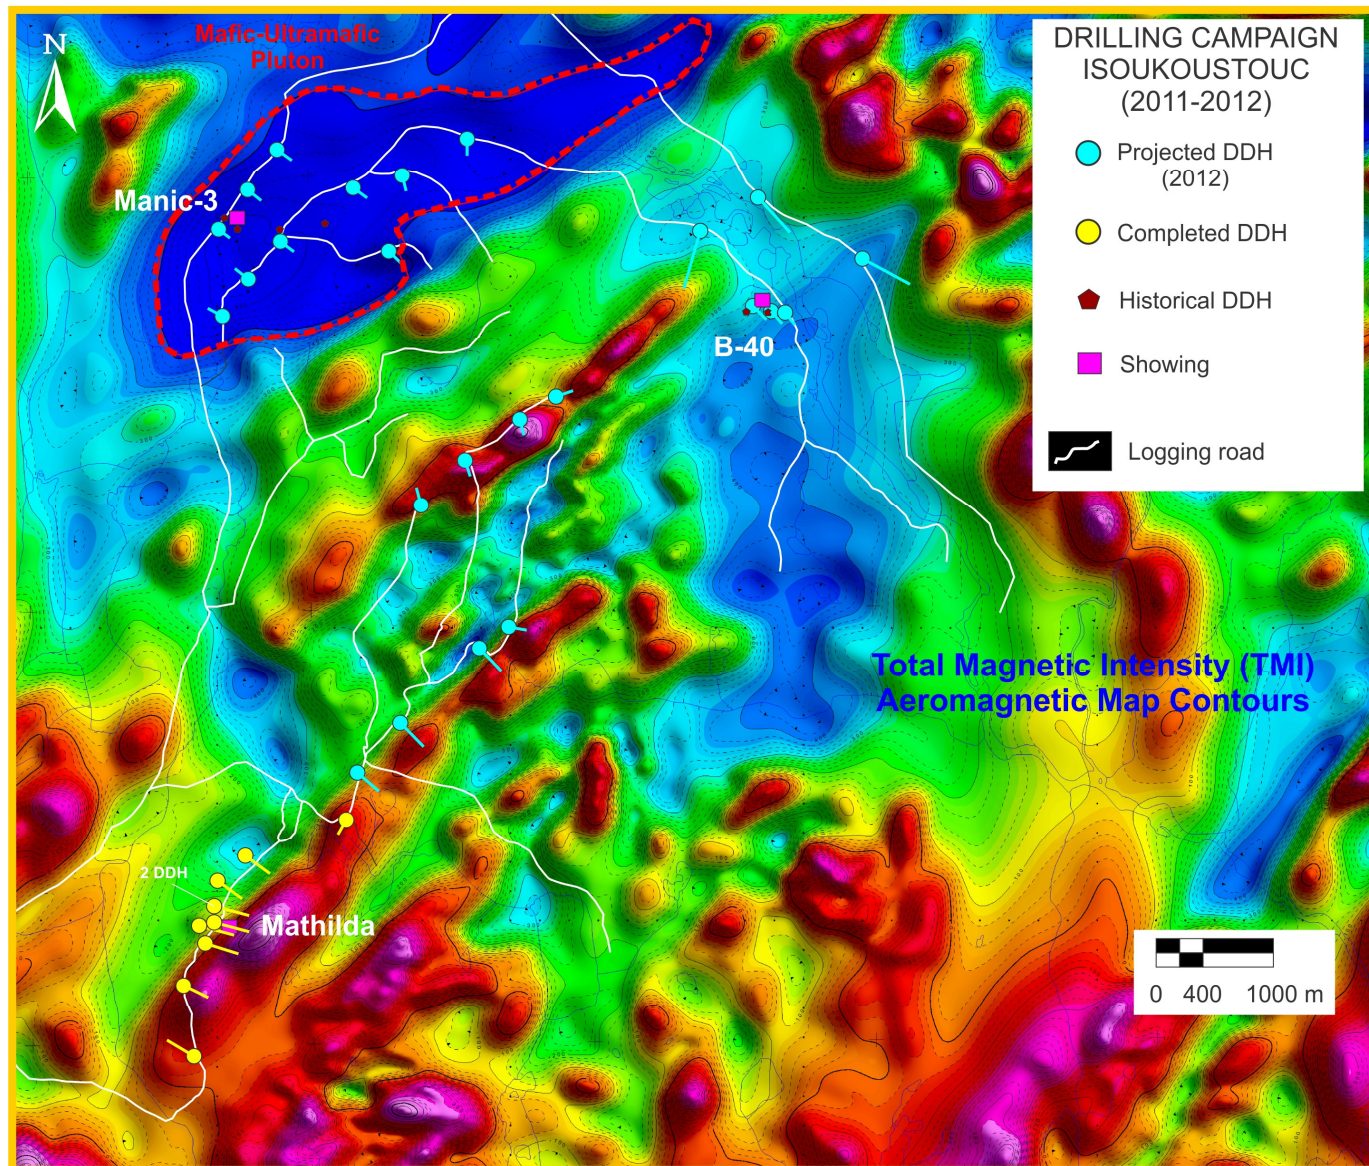 N
Mafic-Ultramafic
Pluton
Manic-3
B-40
DRILLING CAMPAIGN
ISOUKOUSTOUC
(2011-2012)
Projected DDH
(2012)
Completed DDH
Historical DDH
Showing
Logging road
Total Magnetic Intensity (TMI)
Aeromagnetic Map Contours
2 DDH
Mathilda
0 400 1000 m